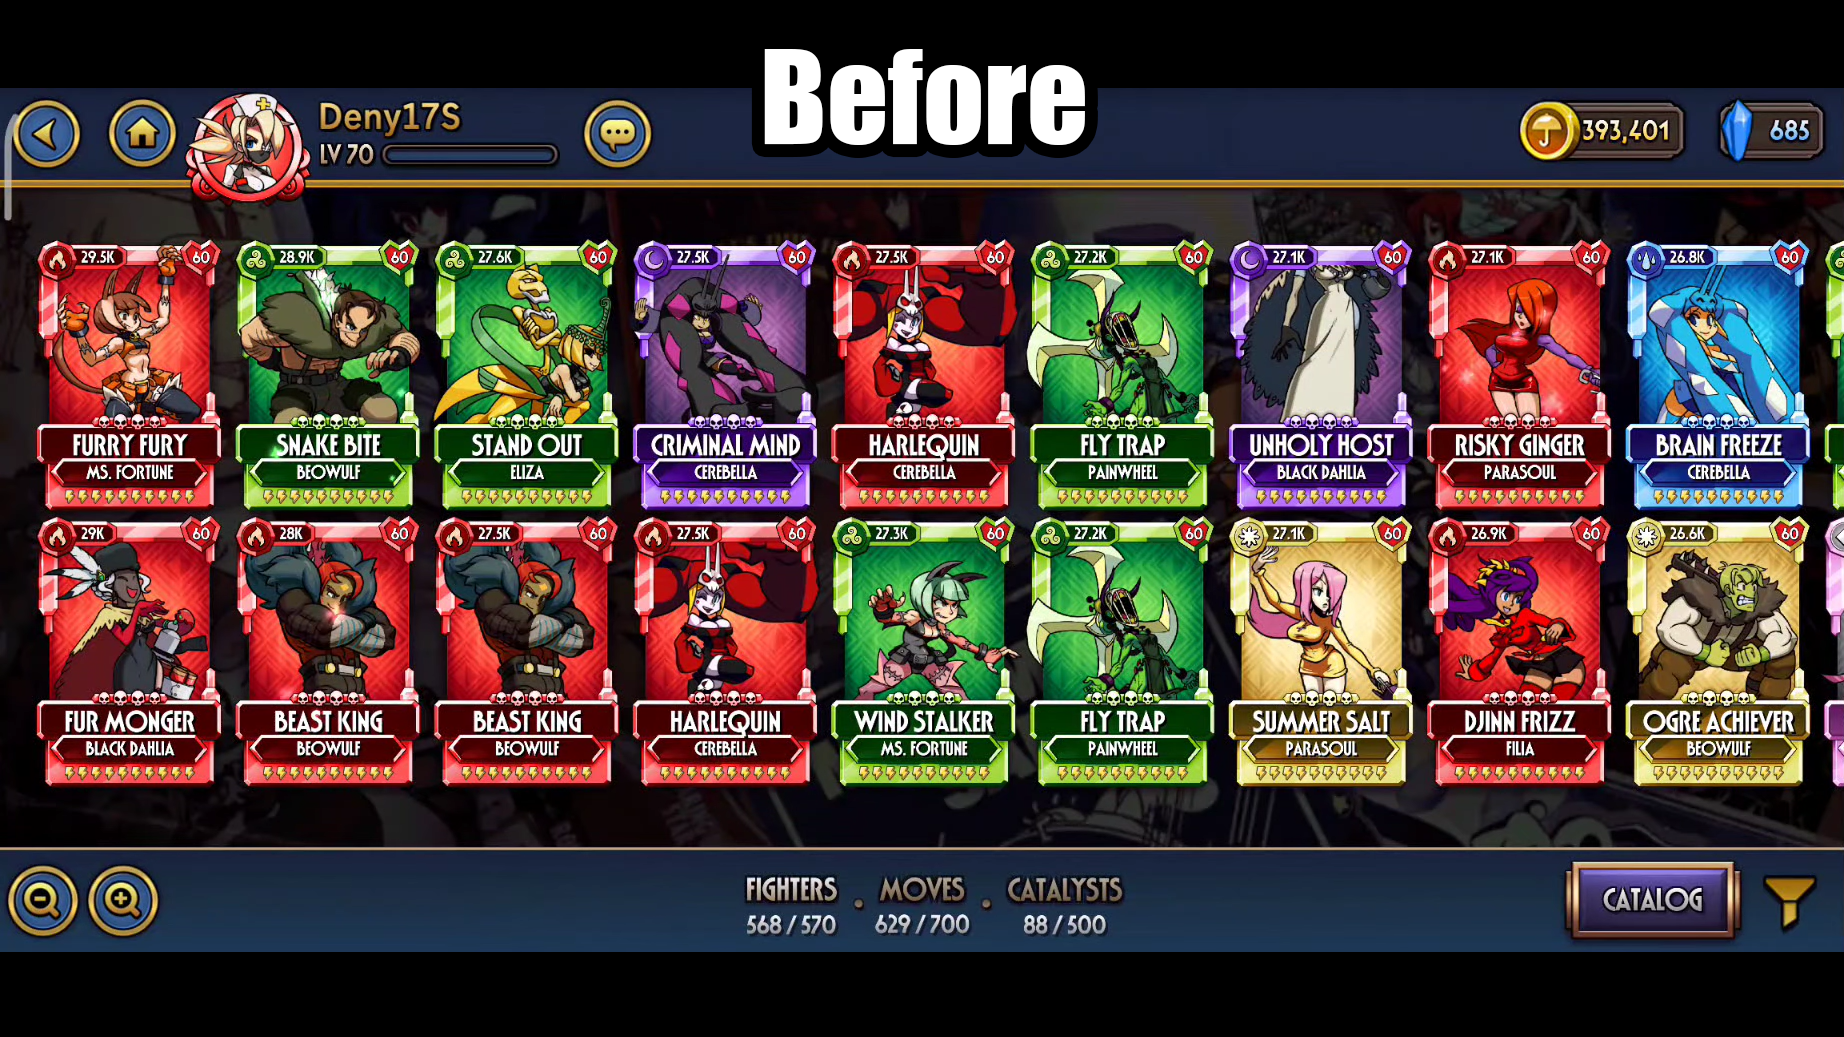 Before
Deny17S
LV 70
393,401
685
29.5K 60
28.9K 60
27.6K 60
27.5K 60
27.5K 60
27.2K 60
27.1K 60
27.1K 60
26.8K 60
FURRY FURY
SNAKE BITE
STAND OUT
CRIMINAL MIND
HARLEQUIN
FLY TRAP
UNHOLY HOST
RISKY GINGER
BRAIN FREEZE
MS. FORTUNE
BEOWULF
ELIZA
CEREBELLA
CEREBELLA
PAINWHEEL
BLACK DAHLIA
PARASOUL
CEREBELLA
29K 60
28K 60
27.5K 60
27.5K 60
27.3K 60
27.2K 60
27.1K 60
26.9K 60
26.6K 60
FUR MONGER
BEAST KING
BEAST KING
HARLEQUIN
WIND STALKER
FLY TRAP
SUMMER SALT
DJINN FRIZZ
OGRE ACHIEVER
BLACK DAHLIA
BEOWULF
BEOWULF
CEREBELLA
MS. FORTUNE
PAINWHEEL
PARASOUL
FILIA
BEOWULF
FIGHTERS . MOVES . CATALYSTS
568 / 570 629 / 700 88 / 500
CATALOG